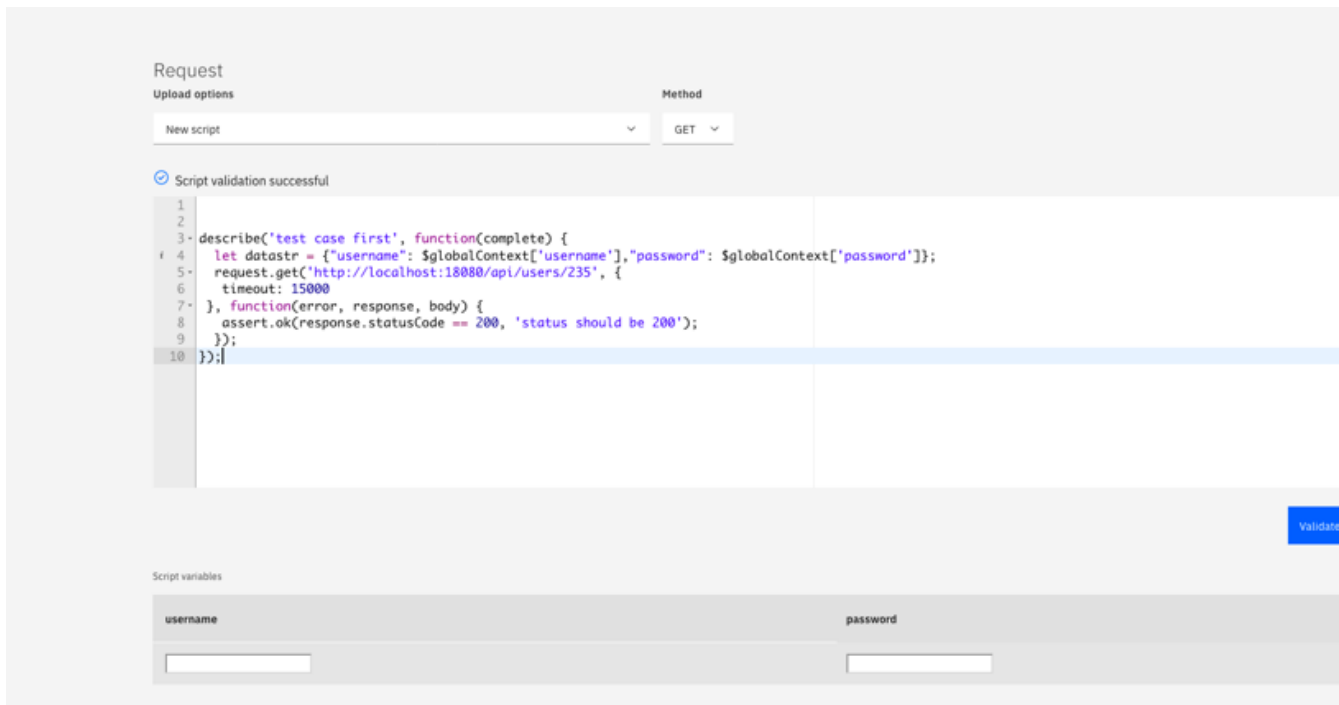 Request
Upload options Method
New script GET
Script validation successful
1
2
3 describe('test case first', function(complete) {
i 4 let datastr = {"username": $globalContext['username'],"password": $globalContext['password']};
5 request.get('http://localhost:18080/api/users/235', {
6 timeout: 15000
7 }, function(error, response, body) {
8 assert.ok(response.statusCode == 200, 'status should be 200');
9 });
10 });
Validate
Script variables
username password